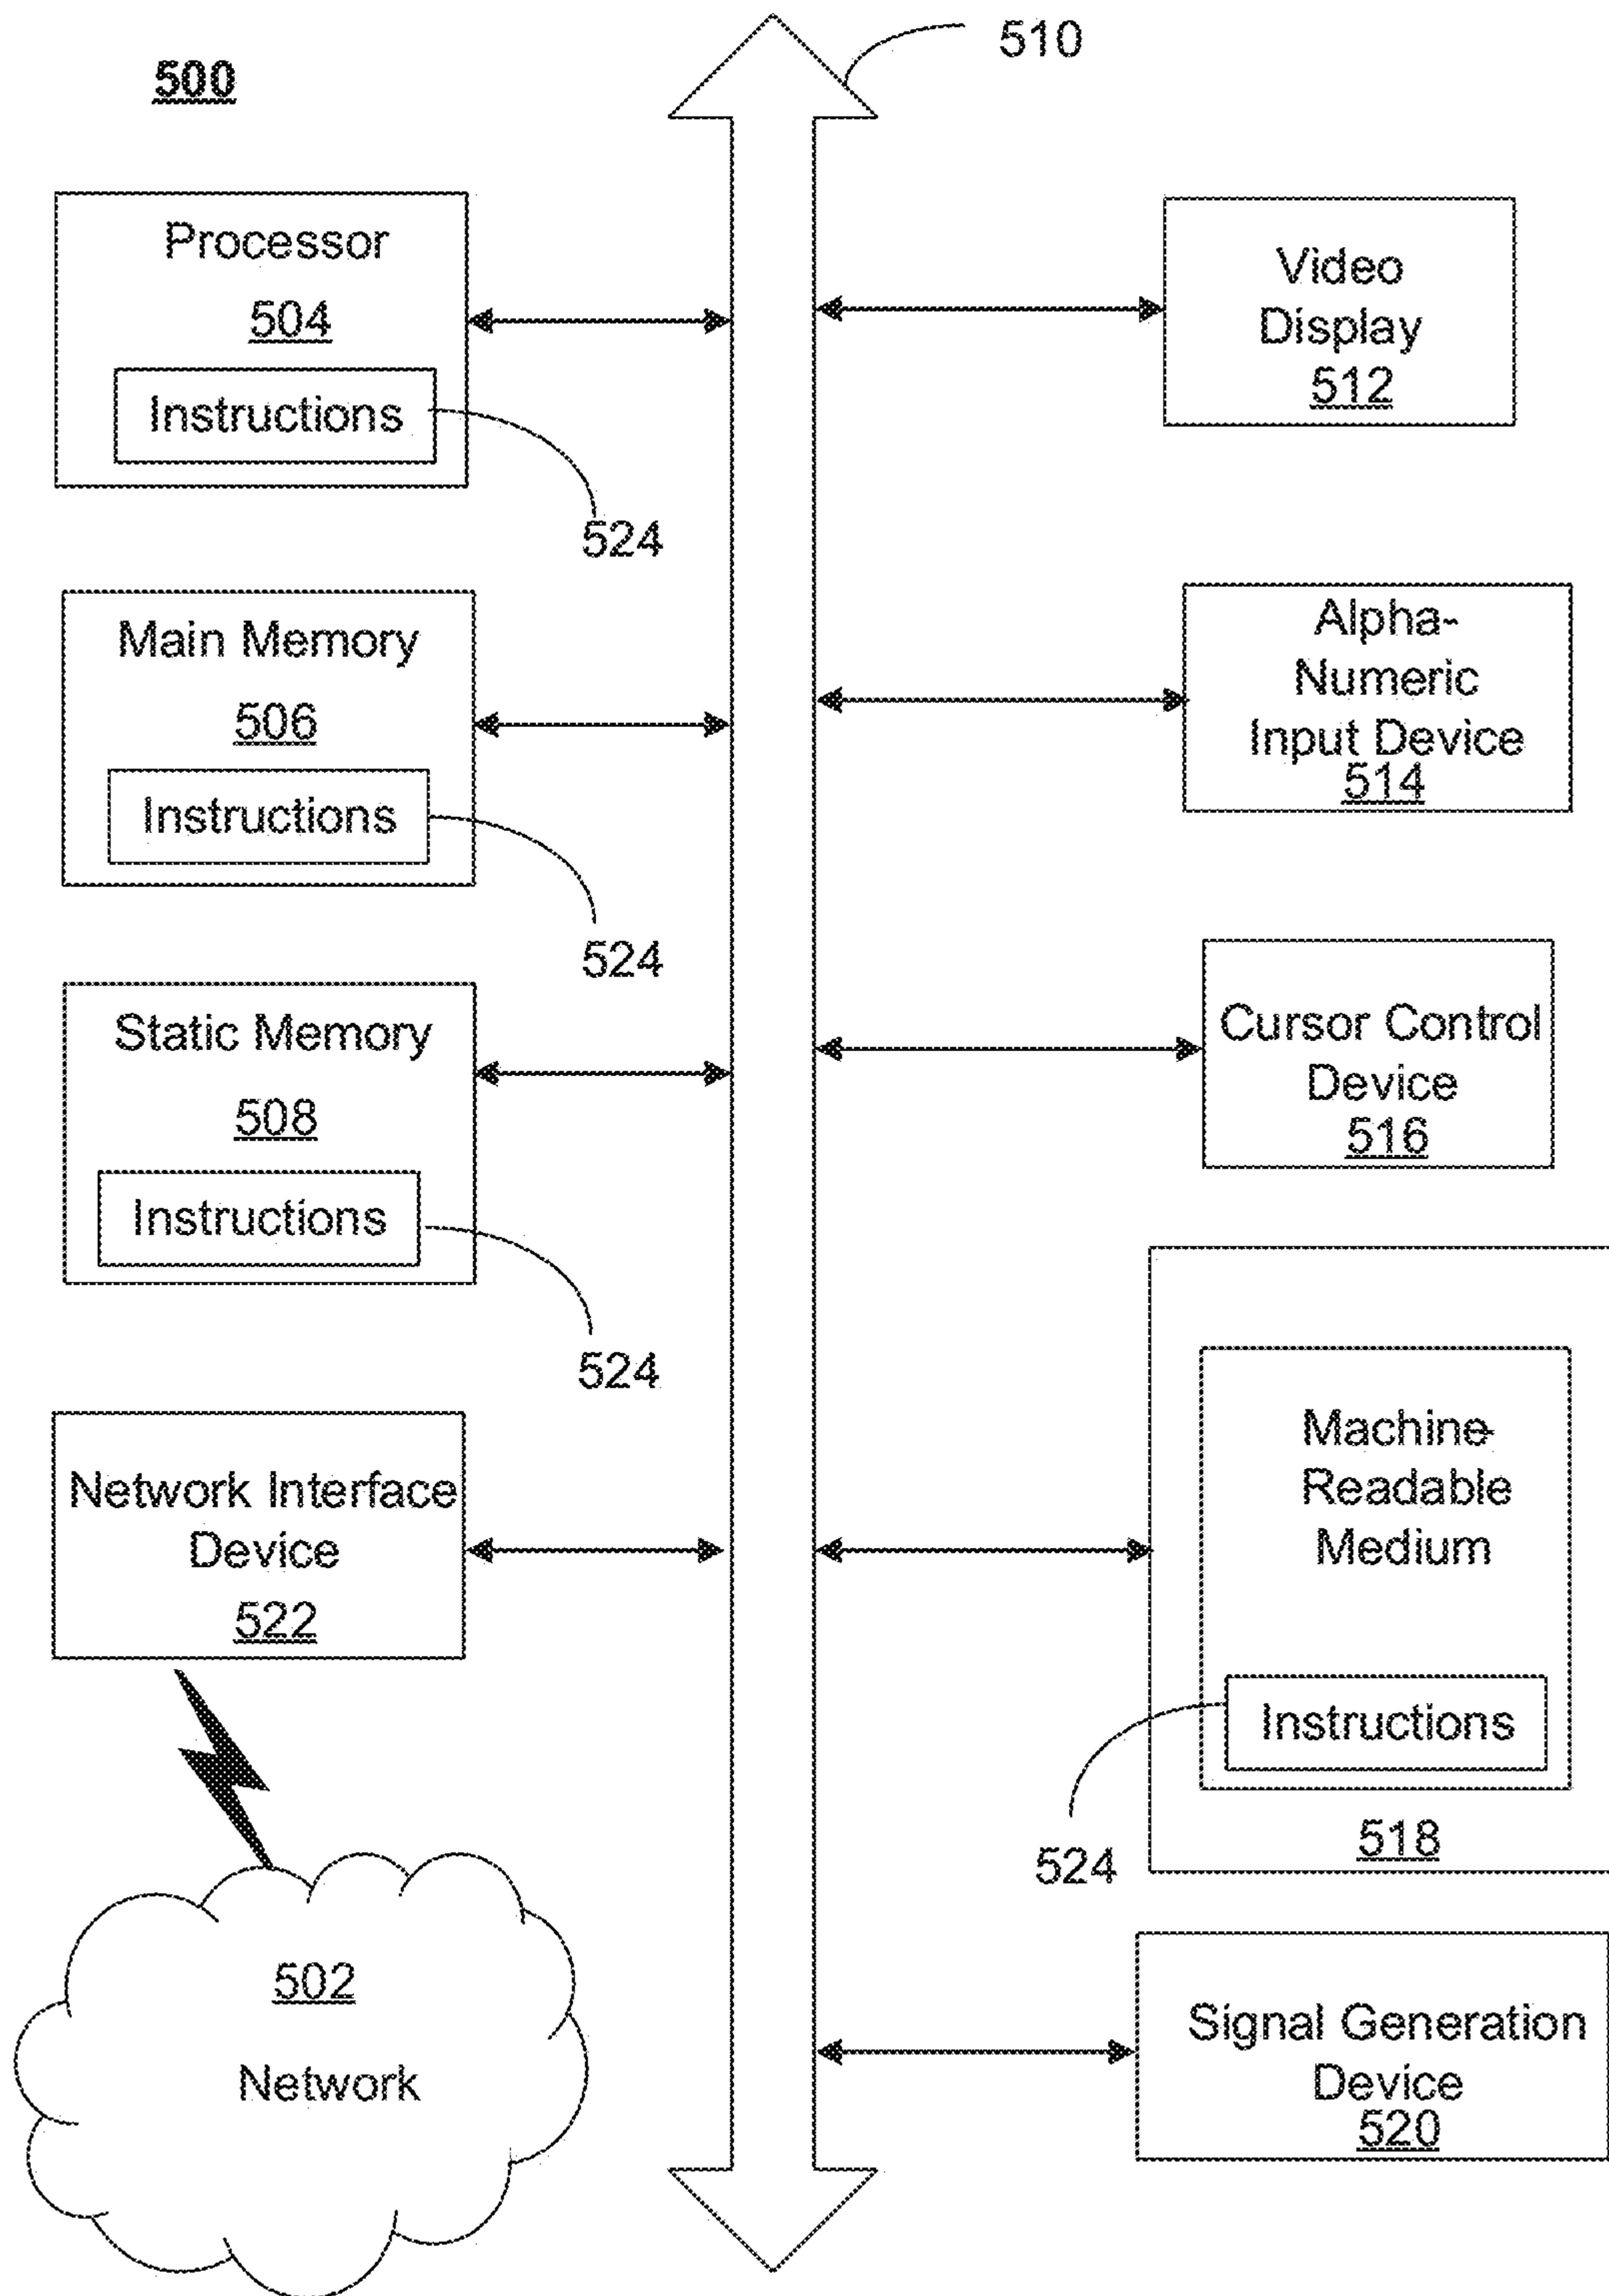 500
510
Processor
504
Instructions
524
Video
Display
512
Main Memory
506
Instructions
524
Alpha-
Numeric
Input Device
514
Static Memory
508
Instructions
524
Cursor Control
Device
516
Network Interface
Device
522
Machine-
Readable
Medium
Instructions
524
518
502
Network
Signal Generation
Device
520